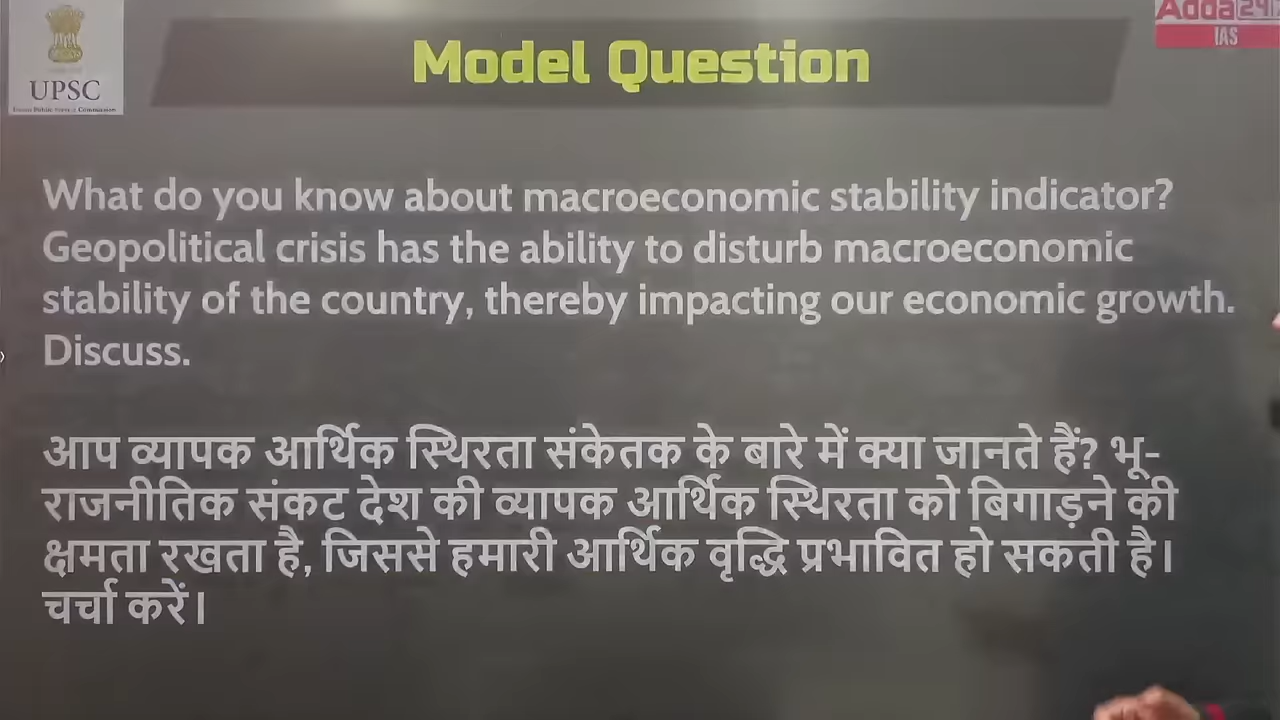 UPSC
Adda247
IAS
Model Question
What do you know about macroeconomic stability indicator?
Geopolitical crisis has the ability to disturb macroeconomic
stability of the country, thereby impacting our economic growth.
Discuss.
आप व्यापक आर्थिक स्थिरता संकेतक के बारे में क्या जानते हैं? भू-
राजनीतिक संकट देश की व्यापक आर्थिक स्थिरता को बिगाड़ने की
क्षमता रखता है, जिससे हमारी आर्थिक वृद्धि प्रभावित हो सकती है।
चर्चा करें।